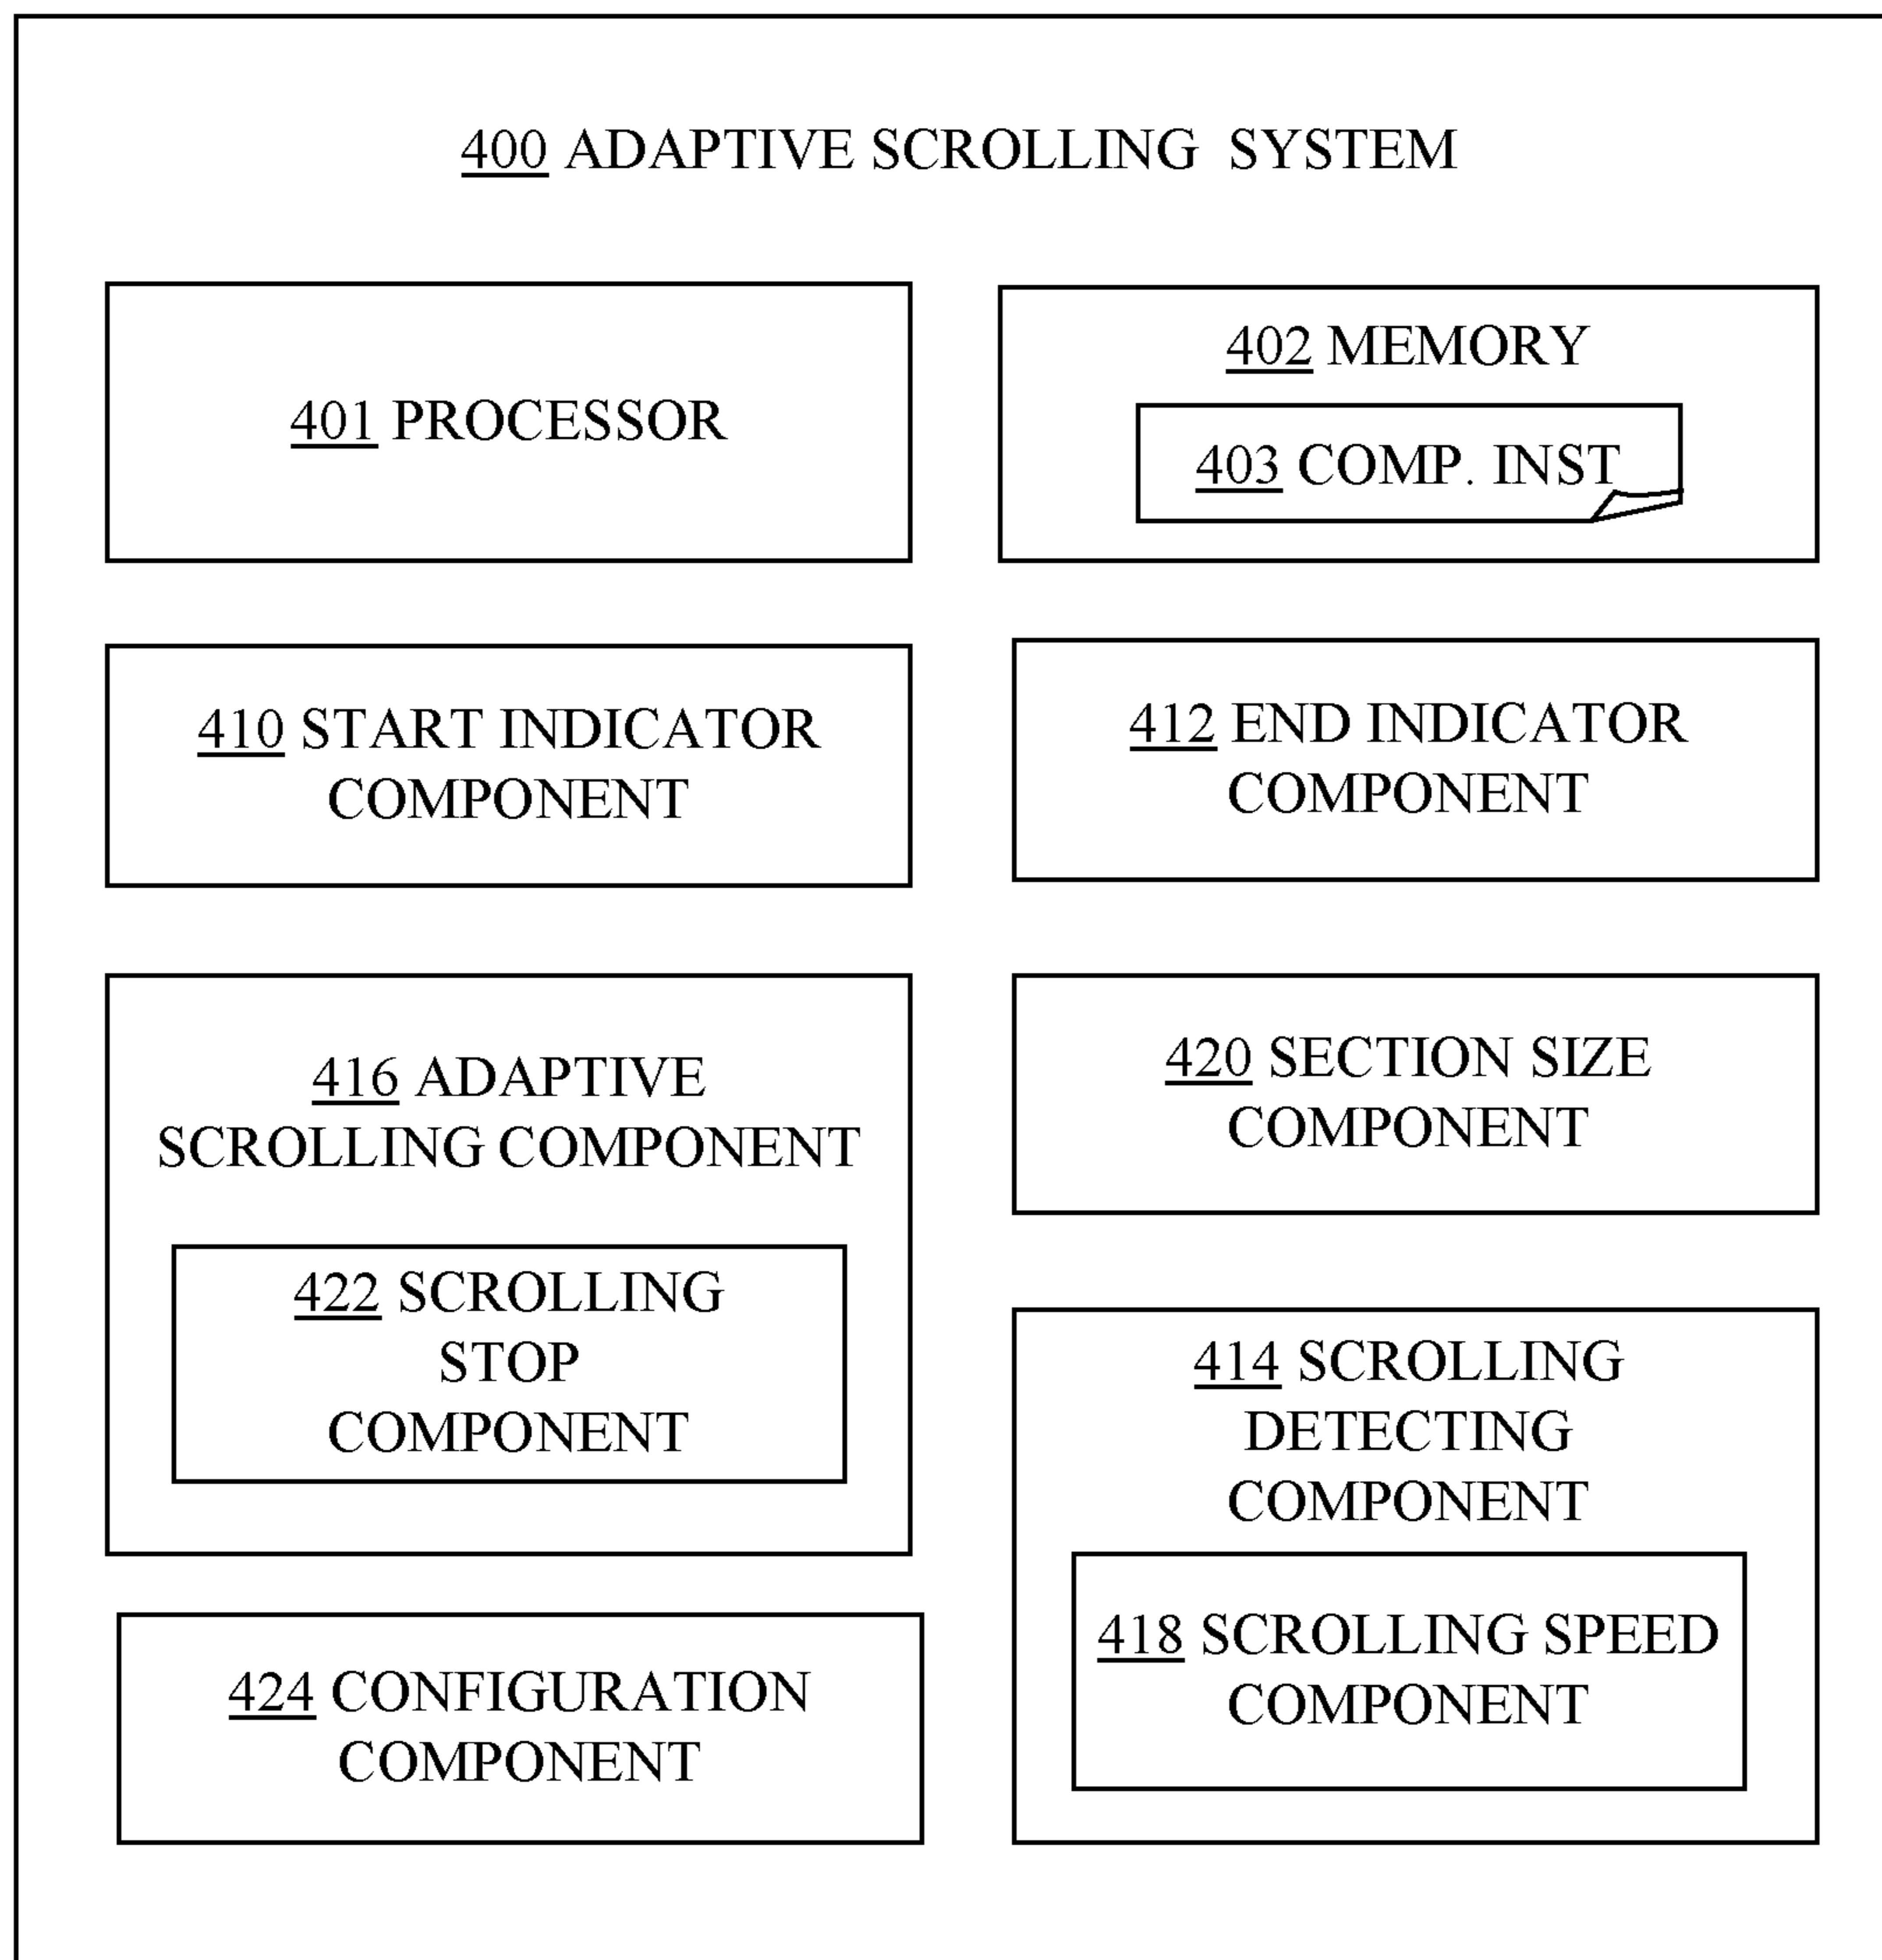 400 ADAPTIVE SCROLLING SYSTEM
401 PROCESSOR
402 MEMORY
403 COMP. INST
410 START INDICATOR
COMPONENT
412 END INDICATOR
COMPONENT
416 ADAPTIVE
SCROLLING COMPONENT
422 SCROLLING
STOP
COMPONENT
420 SECTION SIZE
COMPONENT
414 SCROLLING
DETECTING
COMPONENT
418 SCROLLING SPEED
COMPONENT
424 CONFIGURATION
COMPONENT